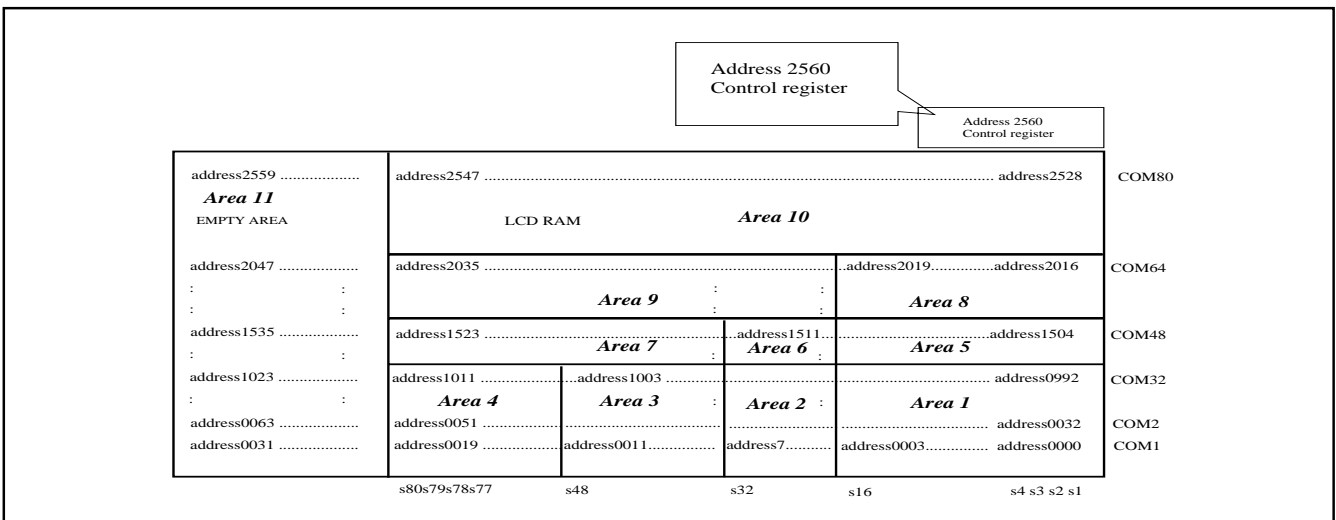 Address 2560
Control register
Address 2560
Control register
address2559 ................... address2547 ........................................................................................................................... address2528 COM80
Area 11
EMPTY AREA LCD RAM Area 10
address2047 ................... address2035 ......................................................................................address2019...............address2016 COM64
: : : :
Area 9 Area 8
: : : :
address1535 ................... address1523 .............................................................address1511...........................................address1504 COM48
Area 7 Area 6 Area 5
: : : :
address1023 ................... address1011 ........................address1003 ............................................................................... address0992 COM32
: : Area 4 Area 3 : Area 2 : Area 1
address0063 ................... address0051 ................................................................................................................ address0032 COM2
address0031 ................... address0019 ...................address0011................ address7........... address0003............... address0000 COM1
s80s79s78s77 s48 s32 s16 s4 s3 s2 s1